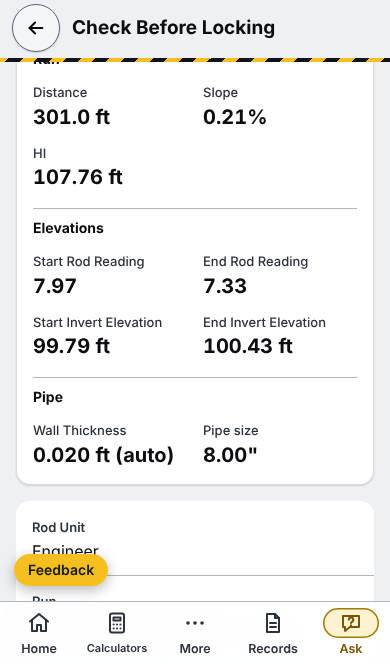 Check Before Locking
Run
Distance
Slope
301.0 ft
0.21%
HI
107.76 ft
Elevations
Start Rod Reading
End Rod Reading
7.97
7.33
Start Invert Elevation
End Invert Elevation
99.79 ft
100.43 ft
Pipe
Wall Thickness
Pipe size
0.020 ft (auto)
8.00"
Rod Unit
Engineer
Feedback
Run
Home
Calculators
More
Records
Ask